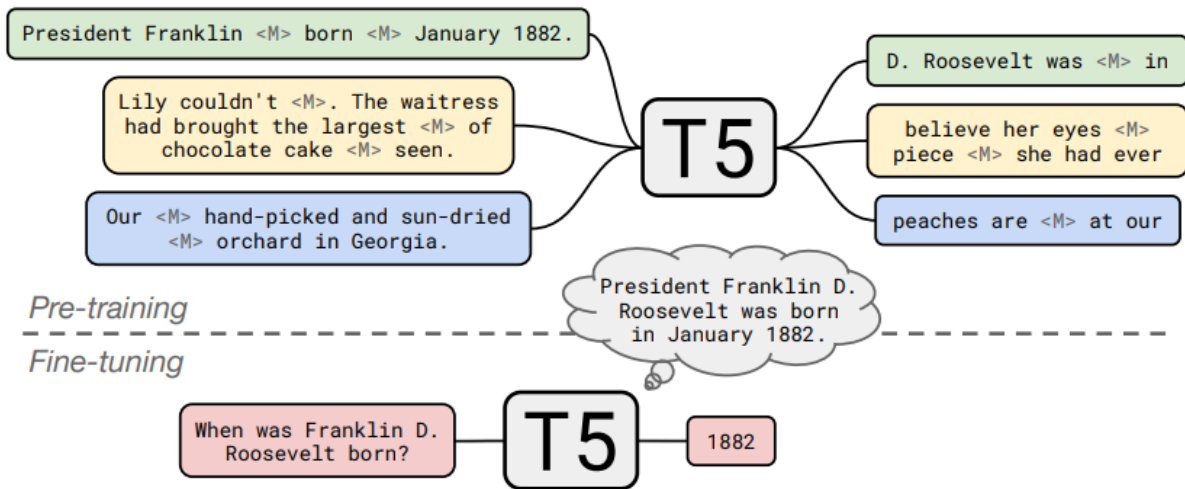 President Franklin <M> born <M> January 1882.
Lily couldn't <M>. The waitress
had brought the largest <M> of
chocolate cake <M> seen.
Our <M> hand-picked and sun-dried
<M> orchard in Georgia.
T5
D. Roosevelt was <M> in
believe her eyes <M>
piece <M> she had ever
peaches are <M> at our
Pre-training
President Franklin D.
Roosevelt was born
in January 1882.
Fine-tuning
When was Franklin D.
Roosevelt born?
T5
1882